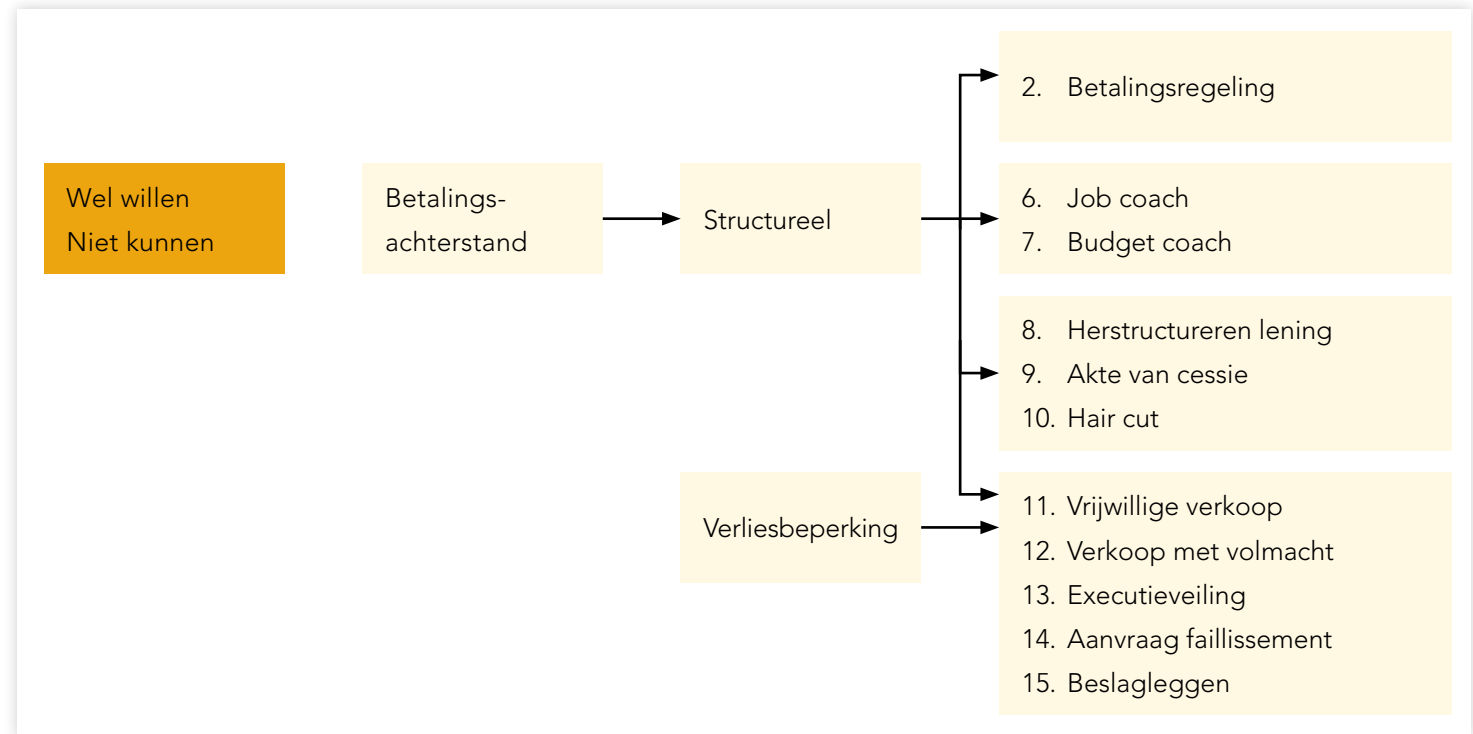 Wel willen
Niet kunnen
Betalings-
achterstand
Structureel
2. Betalingsregeling
6. Job coach
7. Budget coach
8. Herstructureren lening
9. Akte van cessie
10. Hair cut
Verliesbeperking
11. Vrijwillige verkoop
12. Verkoop met volmacht
13. Executieveiling
14. Aanvraag faillissement
15. Beslagleggen